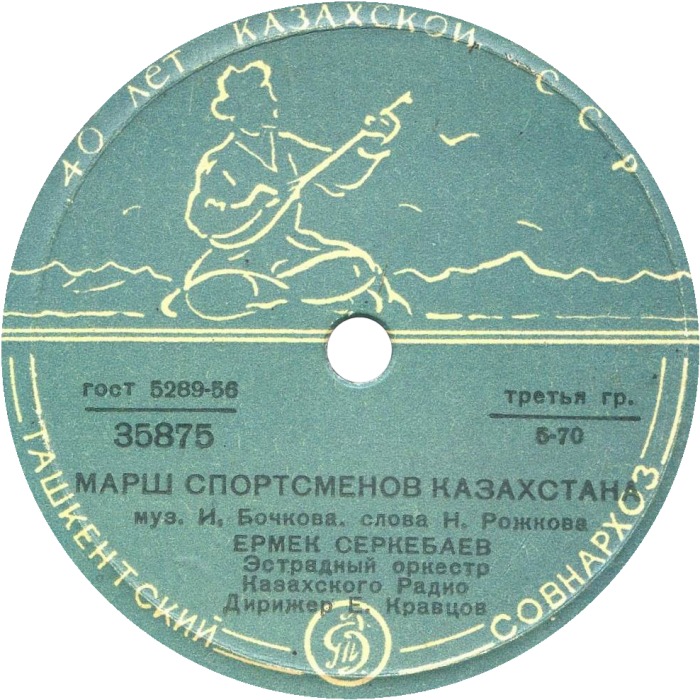 40 ЛЕТ КАЗАХСКОЙ ССР
ГОСТ 5289-56
35875
третья гр.
5-70
МАРШ СПОРТСМЕНОВ КАЗАХСТАНА
муз. И. Бочкова. слова Н. Рожкова
ЕРМЕК СЕРКЕБАЕВ
Эстрадный оркестр
Казахского Радио
Дирижер Е. Кравцов
ТАШКЕНТСКИЙ СОВНАРХОЗ